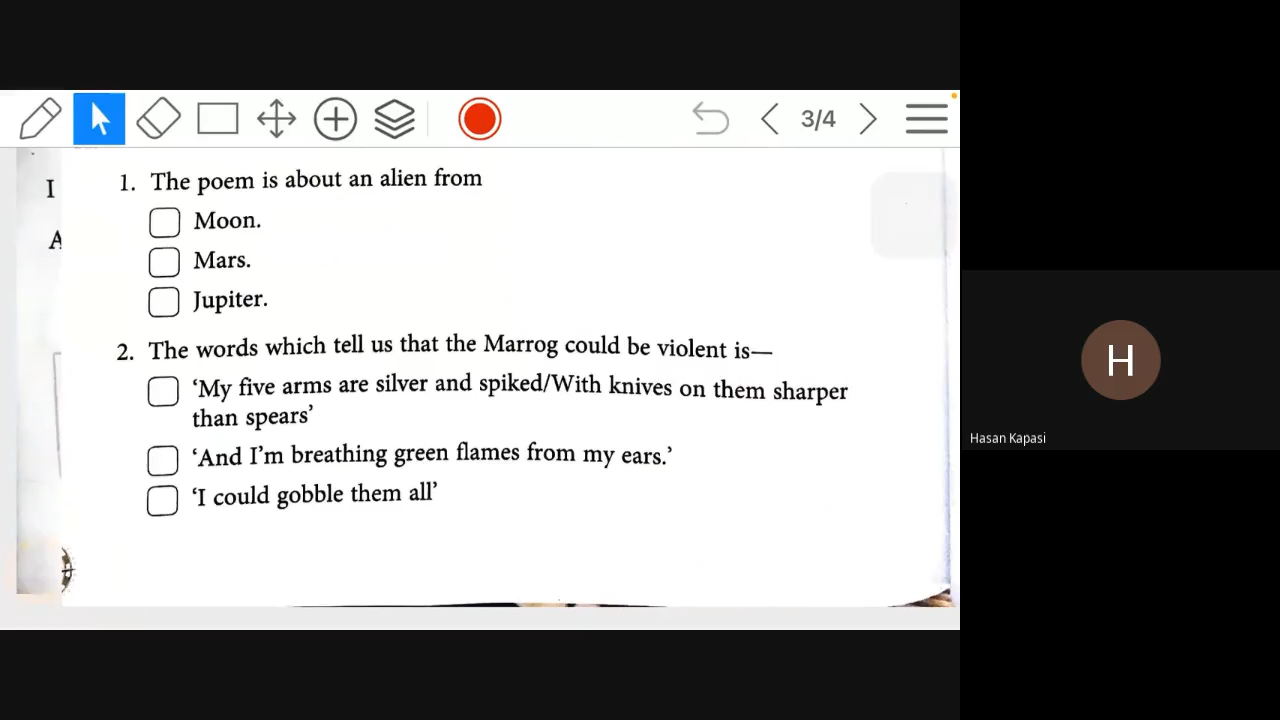 3/4
I
A
1. The poem is about an alien from
Moon.
Mars.
Jupiter.
2. The words which tell us that the Marrog could be violent is—
‘My five arms are silver and spiked/With knives on them sharper
than spears’
‘And I’m breathing green flames from my ears.’
‘I could gobble them all’
H
Hasan Kapasi